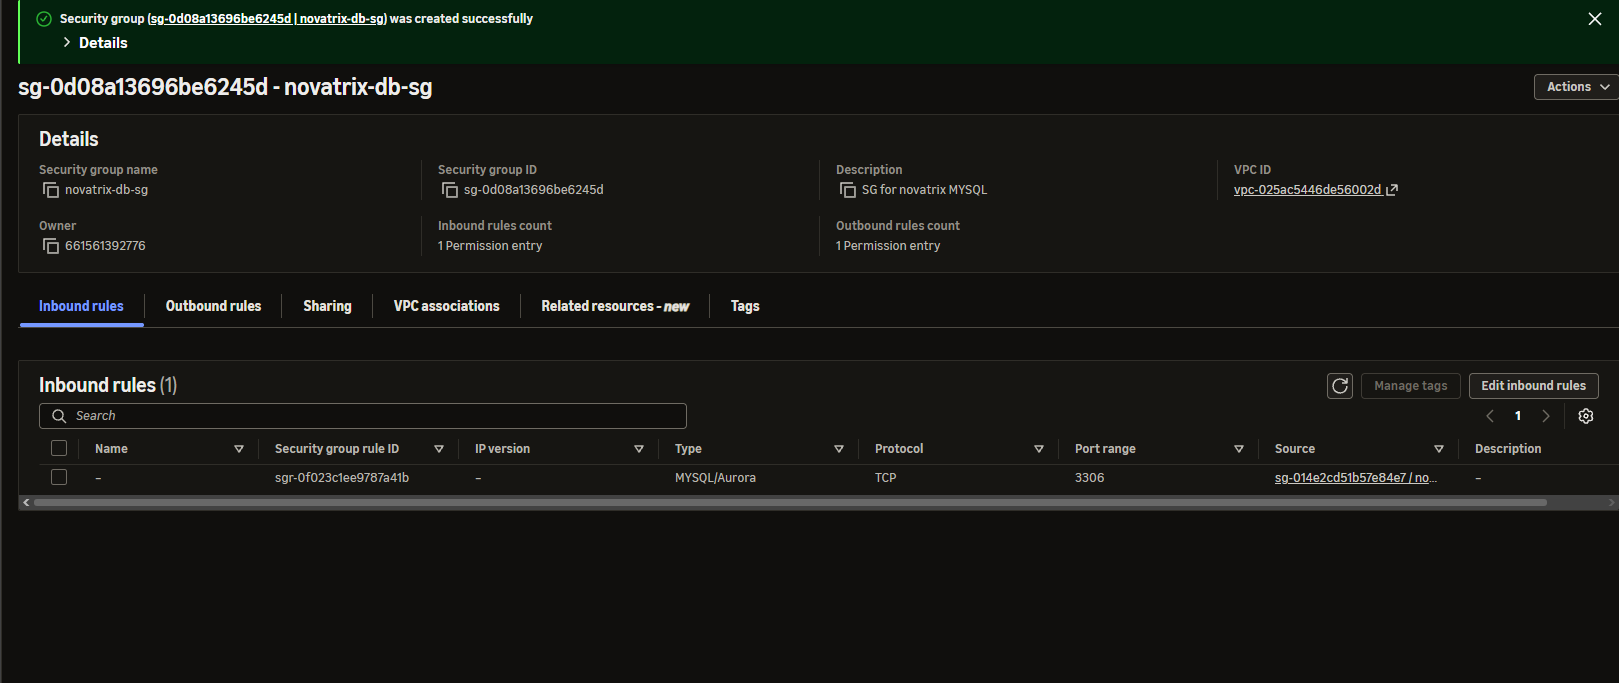 Security group (sg-0d08a13696be6245d | novatrix-db-sg) was created successfully
Details
sg-0d08a13696be6245d - novatrix-db-sg
Actions
Details
Security group name
novatrix-db-sg
Security group ID
sg-0d08a13696be6245d
Description
SG for novatrix MYSQL
VPC ID
vpc-025ac5446de56002d
Owner
661561392776
Inbound rules count
1 Permission entry
Outbound rules count
1 Permission entry
Inbound rules Outbound rules Sharing VPC associations Related resources - new Tags
Inbound rules (1)
Manage tags Edit inbound rules
Search
1
Name Security group rule ID IP version Type Protocol Port range Source Description
– sgr-0f023c1ee9787a41b – MYSQL/Aurora TCP 3306 sg-014e2cd51b57e84e7 / no... –